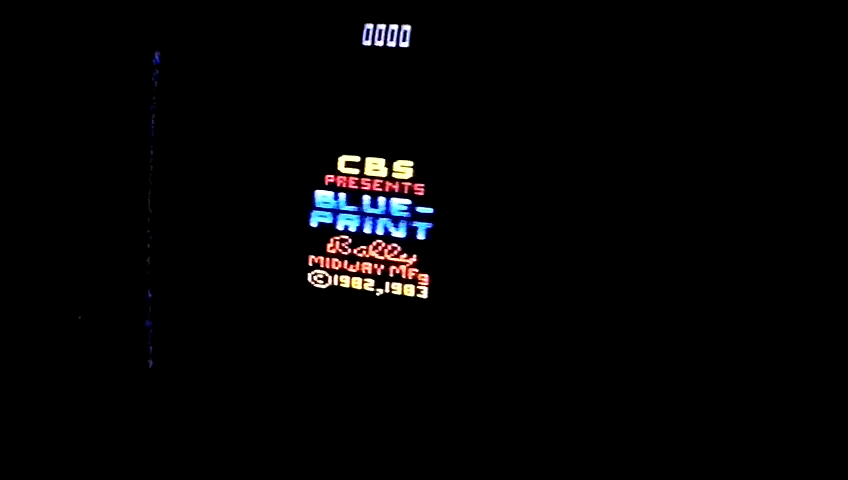 0000
CBS
PRESENTS
BLUE-
PRINT
Bally
MIDWAY MFg
©1982,1983